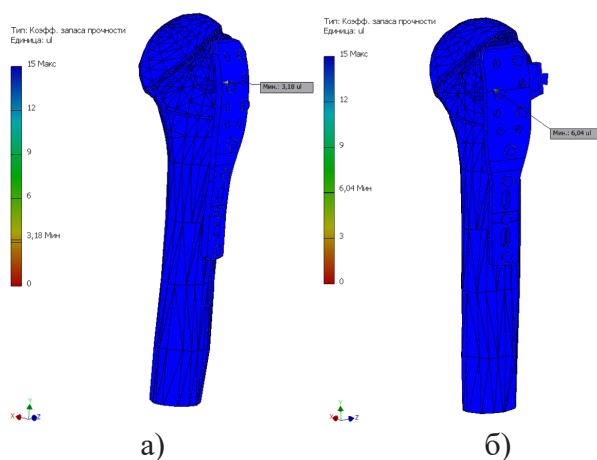 Тип: Коэфф. запаса прочности
Единица: ul
15 Макс
12
9
6
3,18 Мин
0
Мин.: 3,18 ul
X Y Z
а)
Тип: Коэфф. запаса прочности
Единица: ul
15 Макс
12
9
6,04 Мин
3
0
Мин.: 6,04 ul
X Y Z
б)